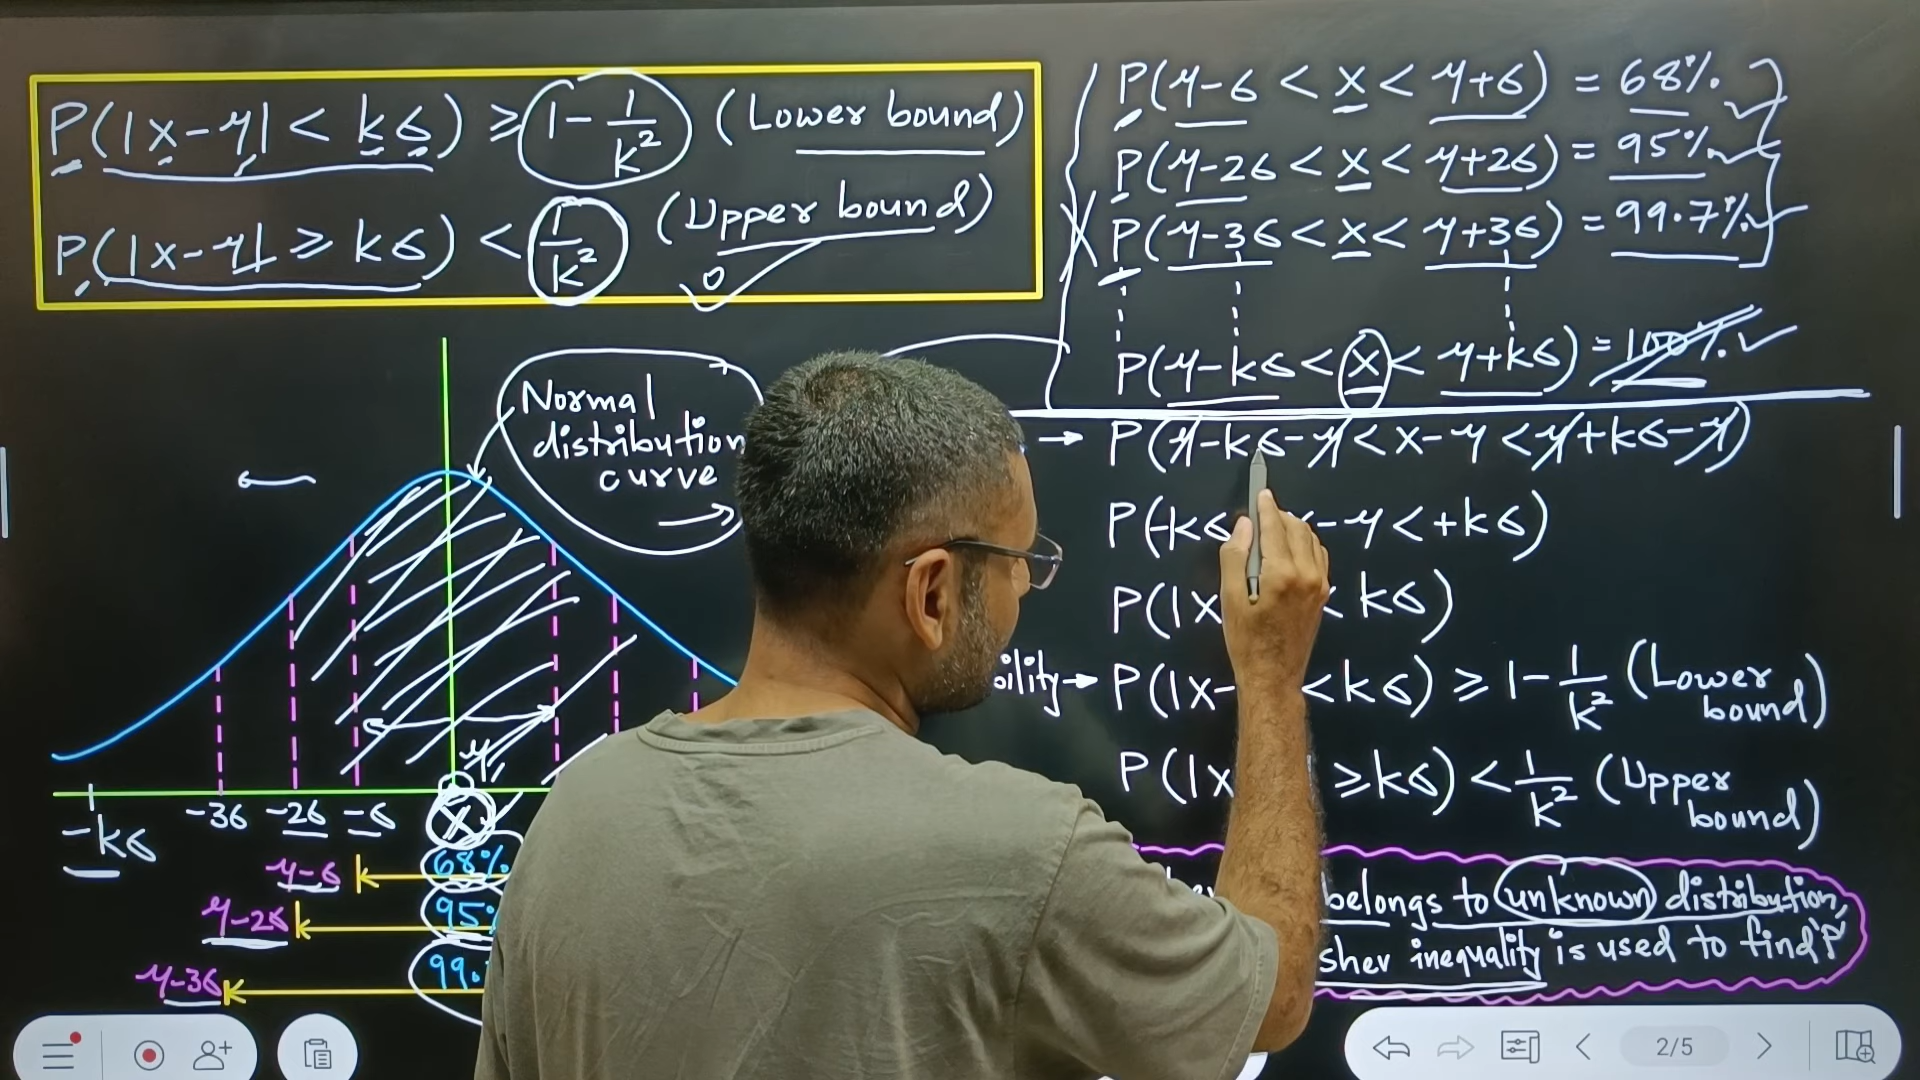 P(|x-μ| < kσ) ≥ 1 - 1/k² (Lower bound)
P(|x-μ| ≥ kσ) < 1/k² (Upper bound)
P(μ-σ < x < μ+σ) = 68%
P(μ-2σ < x < μ+2σ) = 95%
P(μ-3σ < x < μ+3σ) = 99.7%
P(μ-kσ < x < μ+kσ) = 100%
Normal
distribution
curve
μ
x
-kσ
-3σ
-2σ
-σ
μ-σ
68%
μ-2σ
95%
μ-3σ
99.
P(μ-kσ-μ < x-μ < μ+kσ-μ)
P(-kσ x-μ < +kσ)
P(|x < kσ)
bility → P(|x- < kσ) ≥ 1 - 1/k² (Lower bound)
P(|x ≥ kσ) < 1/k² (Upper bound)
belongs to unknown distribution,
shev inequality is used to find 'P'
2/5